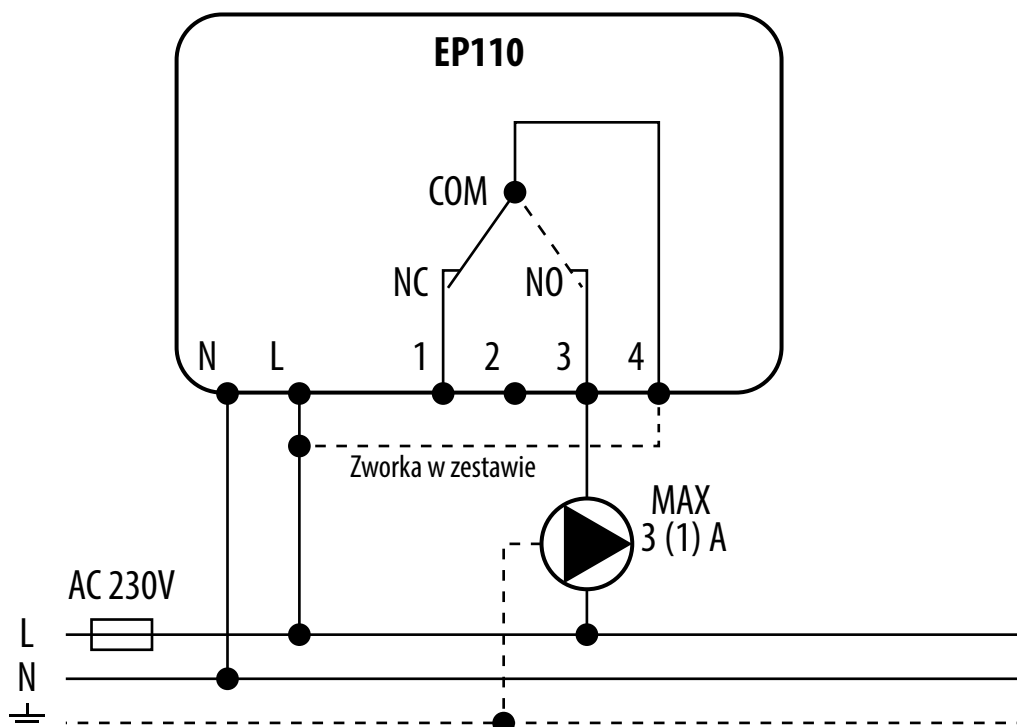 EP110
COM
NC NO
N L 1 2 3 4
Zworka w zestawie
MAX
3 (1) A
AC 230V
L
N